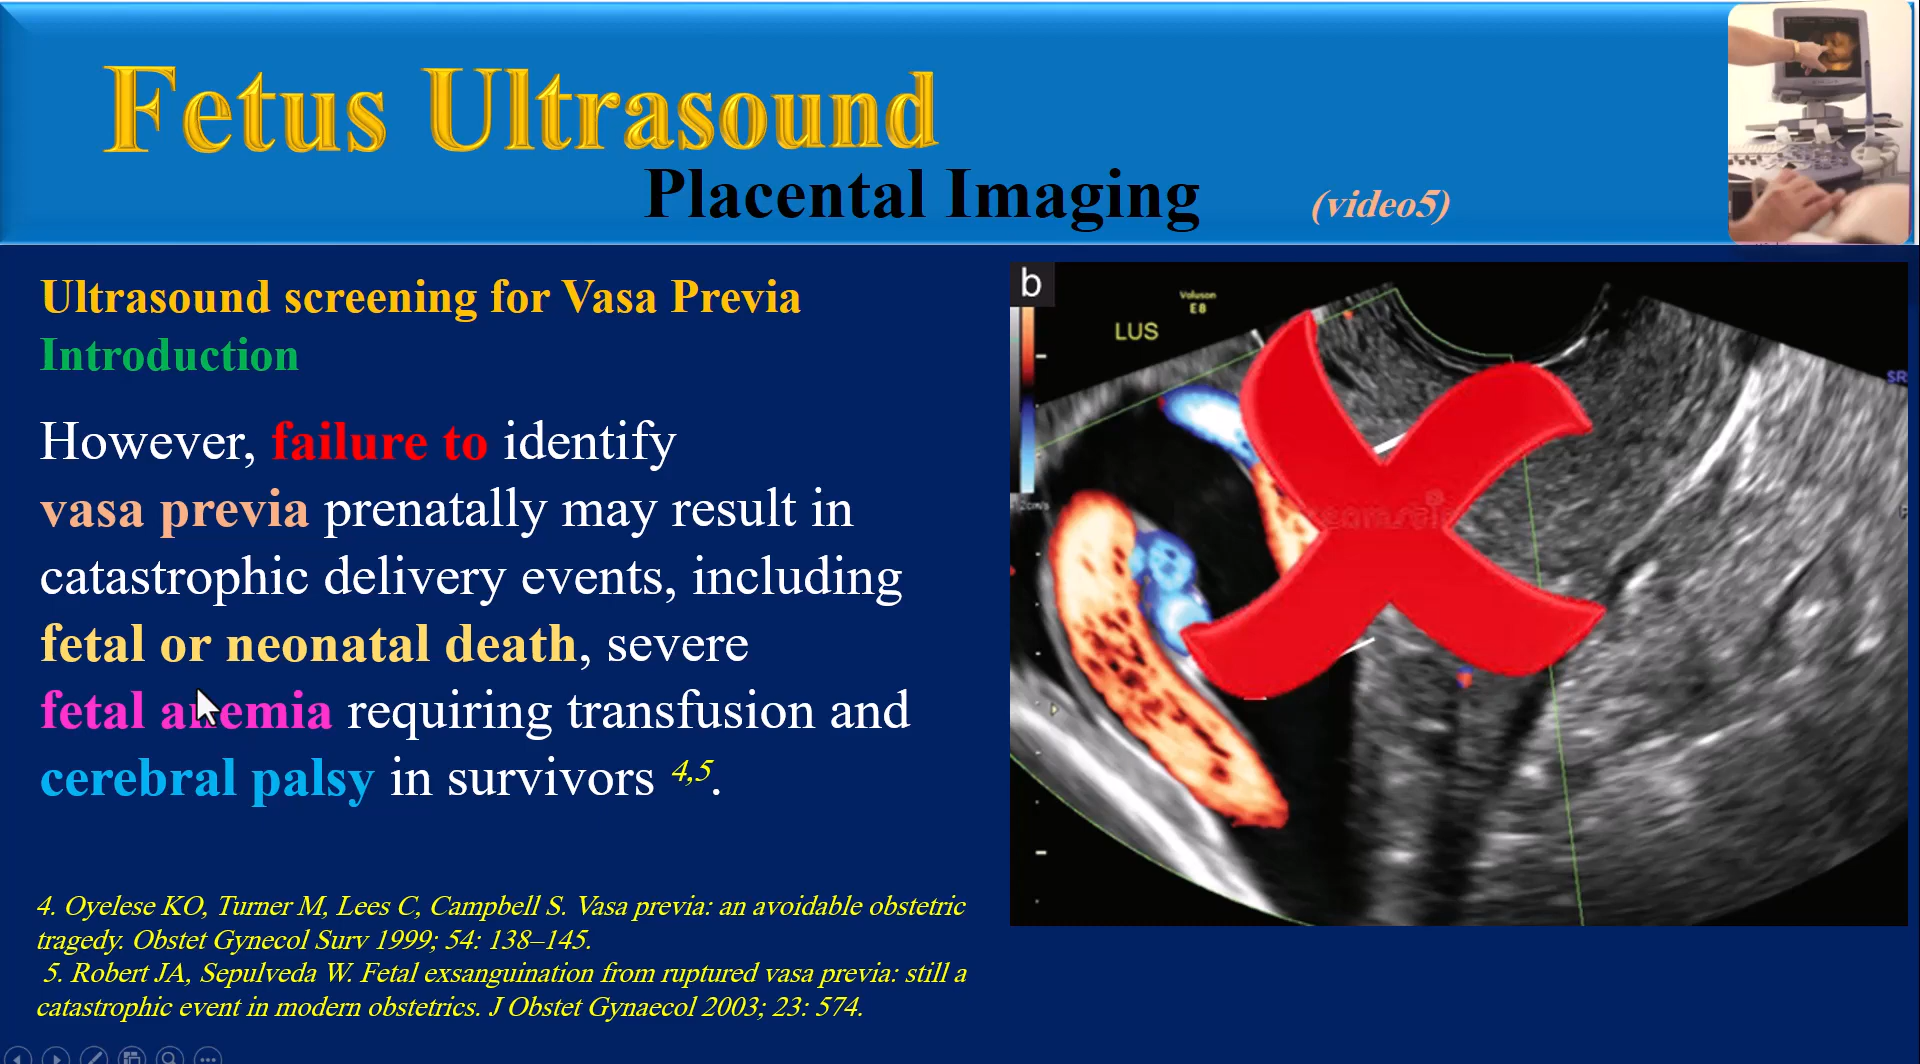 Fetus Ultrasound
Placental Imaging
(video5)
Ultrasound screening for Vasa Previa
Introduction
However, failure to identify
vasa previa prenatally may result in
catastrophic delivery events, including
fetal or neonatal death, severe
fetal anemia requiring transfusion and
cerebral palsy in survivors 4,5.
4. Oyelese KO, Turner M, Lees C, Campbell S. Vasa previa: an avoidable obstetric
tragedy. Obstet Gynecol Surv 1999; 54: 138–145.
5. Robert JA, Sepulveda W. Fetal exsanguination from ruptured vasa previa: still a
catastrophic event in modern obstetrics. J Obstet Gynaecol 2003; 23: 574.
b
Voluson
E8
LUS
SR